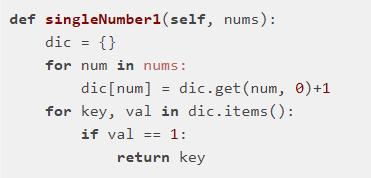 def singleNumber1(self, nums):
    dic = {}
    for num in nums:
        dic[num] = dic.get(num, 0)+1
    for key, val in dic.items():
        if val == 1:
            return key